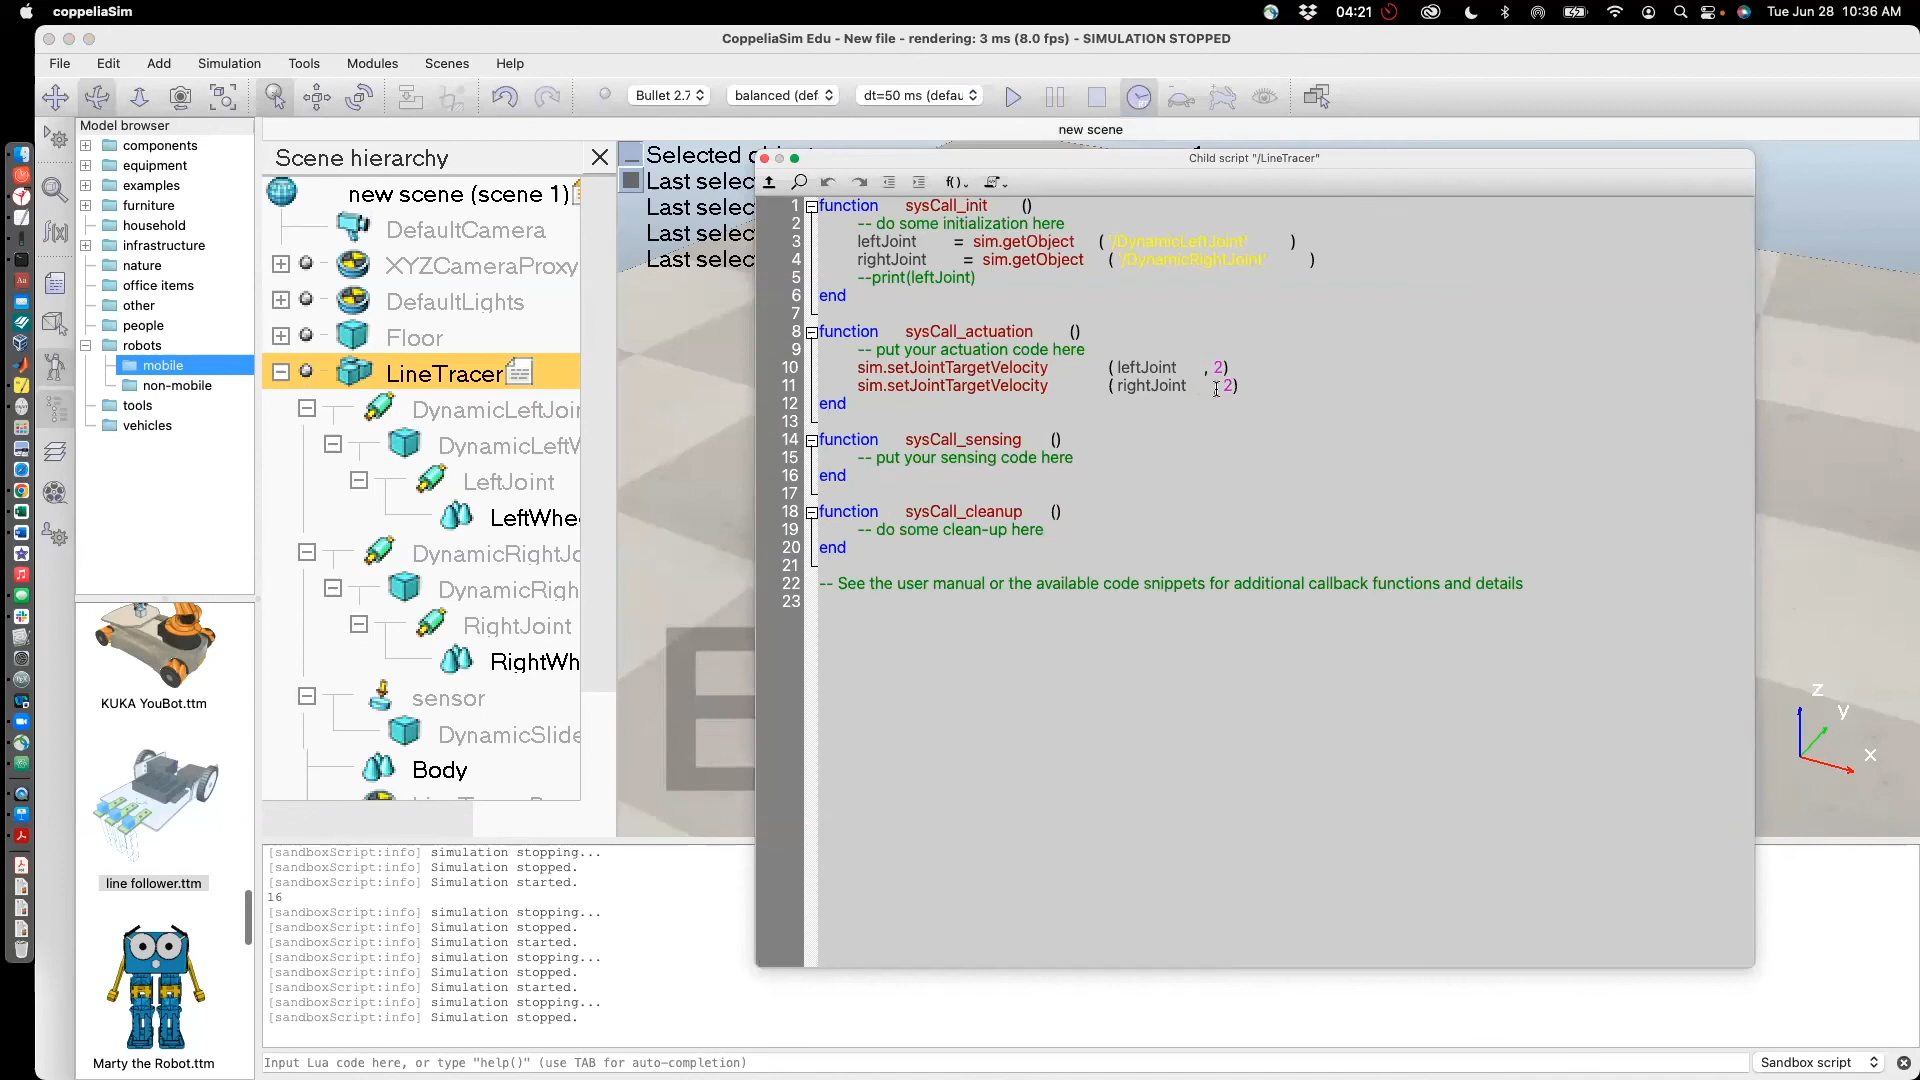 coppeliaSim
04:21
Tue Jun 28 10:36 AM
CoppeliaSim Edu - New file - rendering: 3 ms (8.0 fps) - SIMULATION STOPPED
File Edit Add Simulation Tools Modules Scenes Help
Bullet 2.7
balanced (def
dt=50 ms (defau
new scene
Model browser
components
equipment
examples
furniture
household
infrastructure
nature
office items
other
people
robots
mobile
non-mobile
tools
vehicles
KUKA YouBot.ttm
line follower.ttm
Marty the Robot.ttm
Scene hierarchy
new scene (scene 1)
DefaultCamera
XYZCameraProxy
DefaultLights
Floor
LineTracer
DynamicLeftJoin
DynamicLeftW
LeftJoint
LeftWhe
DynamicRightJo
DynamicRigh
RightJoint
RightWh
sensor
DynamicSlide
Body
Selected ob
Last selec
Last selec
Last selec
Last selec
Child script "/LineTracer"
f()
1 function sysCall_init ()
2 -- do some initialization here
3 leftJoint = sim.getObject ( '/DynamicLeftJoint' )
4 rightJoint = sim.getObject ( '/DynamicRightJoint' )
5 --print(leftJoint)
6 end
7
8 function sysCall_actuation ()
9 -- put your actuation code here
10 sim.setJointTargetVelocity ( leftJoint , 2)
11 sim.setJointTargetVelocity ( rightJoint , 2)
12 end
13
14 function sysCall_sensing ()
15 -- put your sensing code here
16 end
17
18 function sysCall_cleanup ()
19 -- do some clean-up here
20 end
21
22 -- See the user manual or the available code snippets for additional callback functions and details
23
z
y
x
[sandboxScript:info] simulation stopping...
[sandboxScript:info] Simulation stopped.
[sandboxScript:info] Simulation started.
16
[sandboxScript:info] simulation stopping...
[sandboxScript:info] Simulation stopped.
[sandboxScript:info] Simulation started.
[sandboxScript:info] simulation stopping...
[sandboxScript:info] Simulation stopped.
[sandboxScript:info] Simulation started.
[sandboxScript:info] simulation stopping...
[sandboxScript:info] Simulation stopped.
Input Lua code here, or type "help()" (use TAB for auto-completion)
Sandbox script